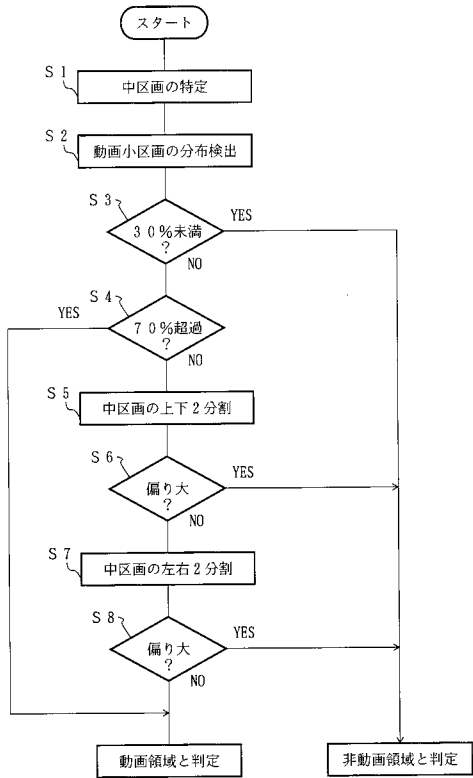 スタート
S1
中区画の特定
S2
動画小区画の分布検出
S3
30%未満
?
YES
NO
S4
70%超過
?
YES
NO
S5
中区画の上下2分割
S6
偏り大
?
YES
NO
S7
中区画の左右2分割
S8
偏り大
?
YES
NO
動画領域と判定
非動画領域と判定